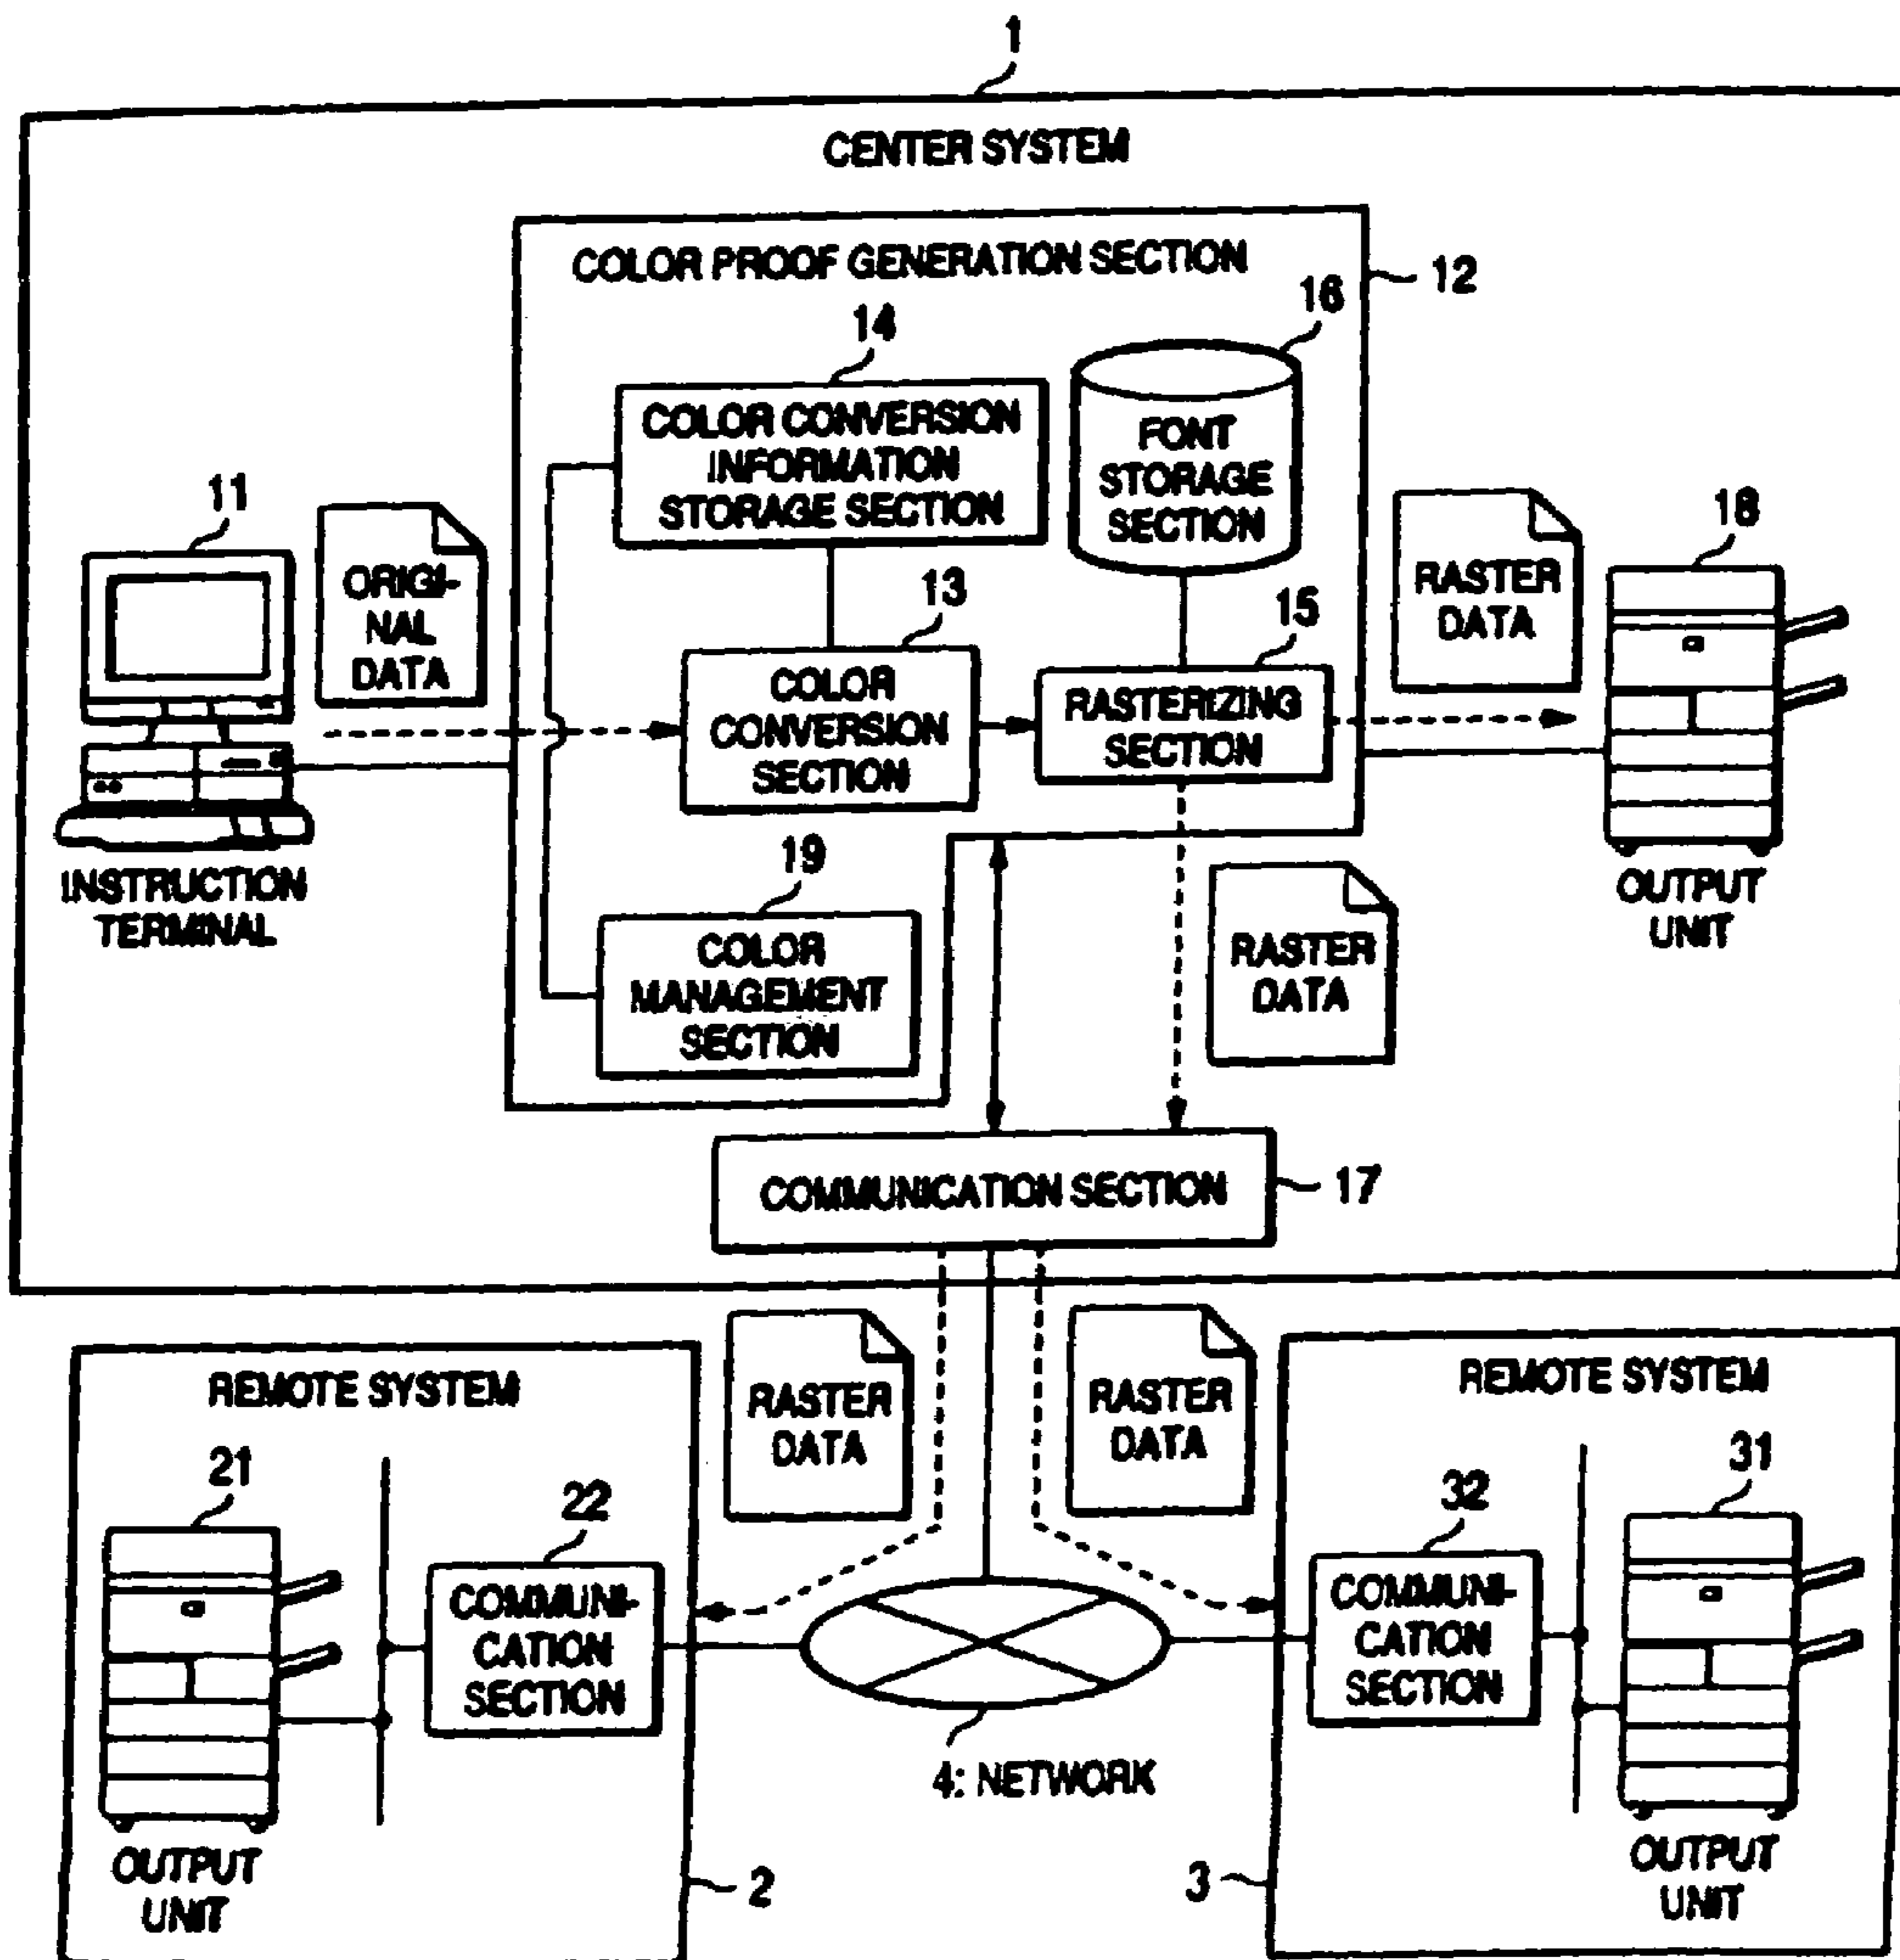 1
CENTER SYSTEM
COLOR PROOF GENERATION SECTION
12
14
16
COLOR CONVERSION
INFORMATION
STORAGE SECTION
FONT
STORAGE
SECTION
11
ORIGI-
NAL
DATA
RASTER
DATA
18
13
15
COLOR
CONVERSION
SECTION
RASTERIZING
SECTION
INSTRUCTION
TERMINAL
OUTPUT
UNIT
19
COLOR
MANAGEMENT
SECTION
RASTER
DATA
COMMUNICATION SECTION
17
REMOTE SYSTEM
RASTER
DATA
RASTER
DATA
REMOTE SYSTEM
21
22
32
31
COMMUNI-
CATION
SECTION
COMMUNI-
CATION
SECTION
4: NETWORK
OUTPUT
UNIT
2
3
OUTPUT
UNIT